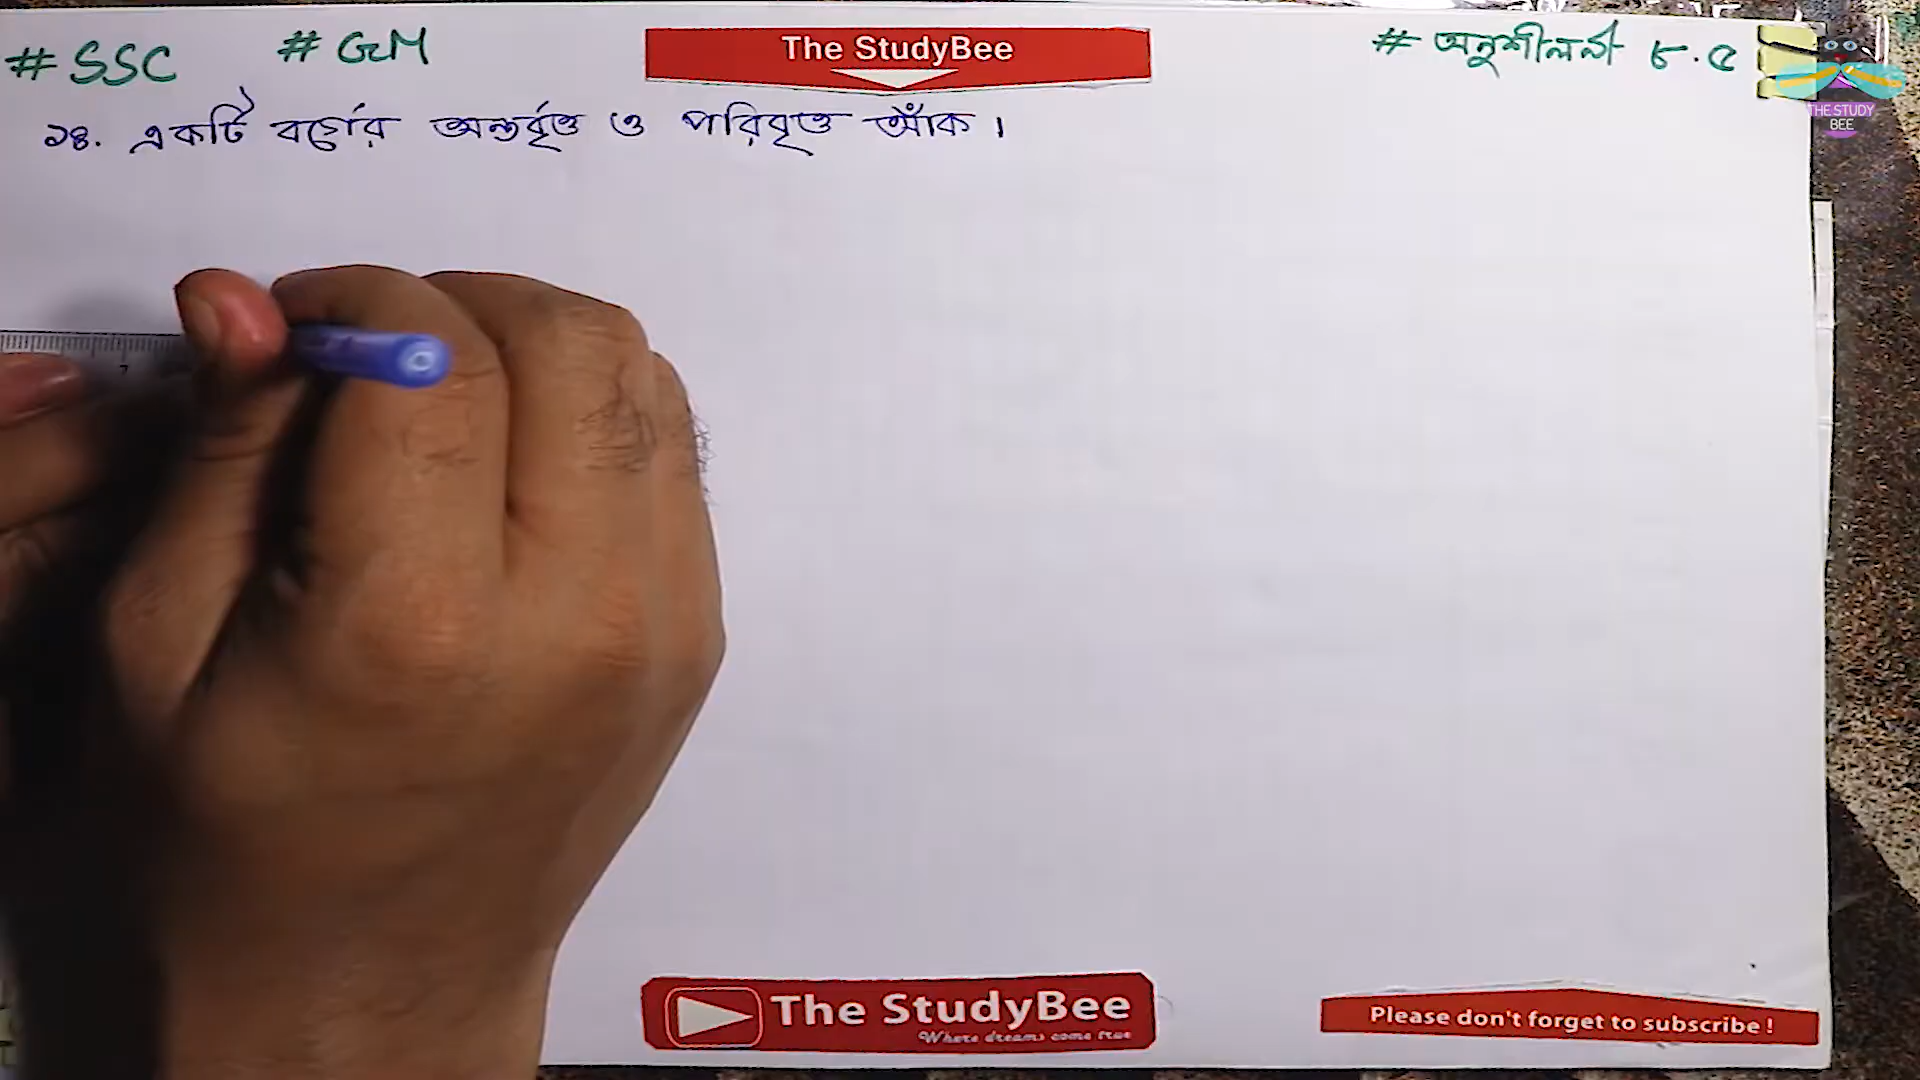 # SSC # GM The StudyBee # অনুশীলনী ৮.৫
THE STUDY
BEE
১৪. একটি বর্গের অন্তর্বৃত্ত ও পরিবৃত্ত আঁক।
7
The StudyBee
Where dreams come true
Please don't forget to subscribe !